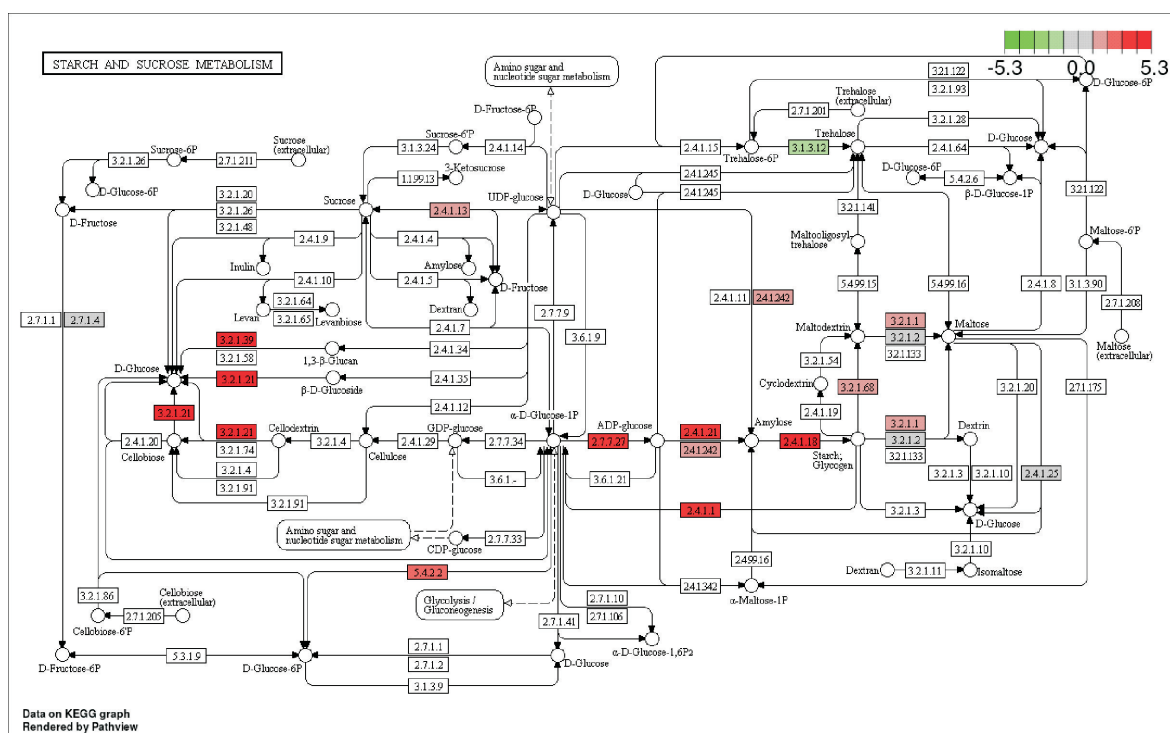 STARCH AND SUCROSE METABOLISM
-5.3 0.0 5.3
Amino sugar and
nucleotide sugar metabolism
D-Fructose-6P
Sucrose-6'P
3.1.3.24
2.4.1.14
3-Ketosucrose
1.1.99.13
Sucrose-6P
Sucrose
(extracellular)
3.2.1.26
2.7.1.211
D-Glucose-6P
D-Fructose
3.2.1.20
3.2.1.26
3.2.1.48
Sucrose
2.4.1.13
UDP-glucose
2.4.1.9
2.4.1.4
Inulin
Amylose
2.4.1.10
2.4.1.5
D-Fructose
Levan
3.2.1.64
3.2.1.65
Levanbiose
Dextran
2.4.1.7
2.7.1.1
2.7.1.4
2.7.7.9
3.6.1.9
3.2.1.39
3.2.1.58
1,3-β-Glucan
2.4.1.34
D-Glucose
3.2.1.21
β-D-Glucoside
2.4.1.35
3.2.1.21
2.4.1.12
α-D-Glucose-1P
2.4.1.20
Cellobiose
3.2.1.21
3.2.1.74
3.2.1.4
3.2.1.91
Cellodextrin
3.2.1.4
Cellulose
2.4.1.29
GDP-glucose
2.7.7.34
3.6.1.-
3.2.1.91
Amino sugar and
nucleotide sugar metabolism
CDP-glucose
2.7.7.33
5.4.2.2
Glycolysis /
Gluconeogenesis
3.2.1.86
Cellobiose
(extracellular)
2.7.1.205
Cellobiose-6'P
D-Fructose-6P
5.3.1.9
D-Glucose-6P
2.7.1.1
2.7.1.2
3.1.3.9
D-Glucose
2.7.1.41
2.7.1.10
2.7.1.106
α-D-Glucose-1,6P2
3.2.1.122
3.2.1.93
D-Glucose-6P
Trehalose
(extracellular)
2.7.1.201
3.2.1.28
2.4.1.15
Trehalose-6P
3.1.3.12
Trehalose
2.4.1.64
D-Glucose
2.4.1.245
D-Glucose
2.4.1.245
D-Glucose-6P
5.4.2.6
β-D-Glucose-1P
3.2.1.122
3.2.1.141
Maltooligosyl-
trehalose
Maltose-6'P
5.4.99.15
5.4.99.16
2.4.1.8
3.1.3.90
2.7.1.208
2.4.1.11
2.4.1.242
Maltodextrin
3.2.1.1
3.2.1.2
2.4.1.133
Maltose
Maltose
(extracellular)
3.2.1.54
Cyclodextrin
3.2.1.68
3.2.1.20
2.7.1.175
2.4.1.19
ADP-glucose
2.7.7.27
2.4.1.21
2.4.1.242
Amylose
2.4.1.18
Starch;
Glycogen
3.2.1.1
3.2.1.2
3.2.1.133
Dextrin
3.2.1.3
3.2.1.10
2.4.1.25
3.6.1.21
2.4.1.1
3.2.1.3
D-Glucose
3.2.1.10
2.4.99.16
Dextran
3.2.1.11
Isomaltose
2.4.1.342
α-Maltose-1P
Data on KEGG graph
Rendered by Pathview